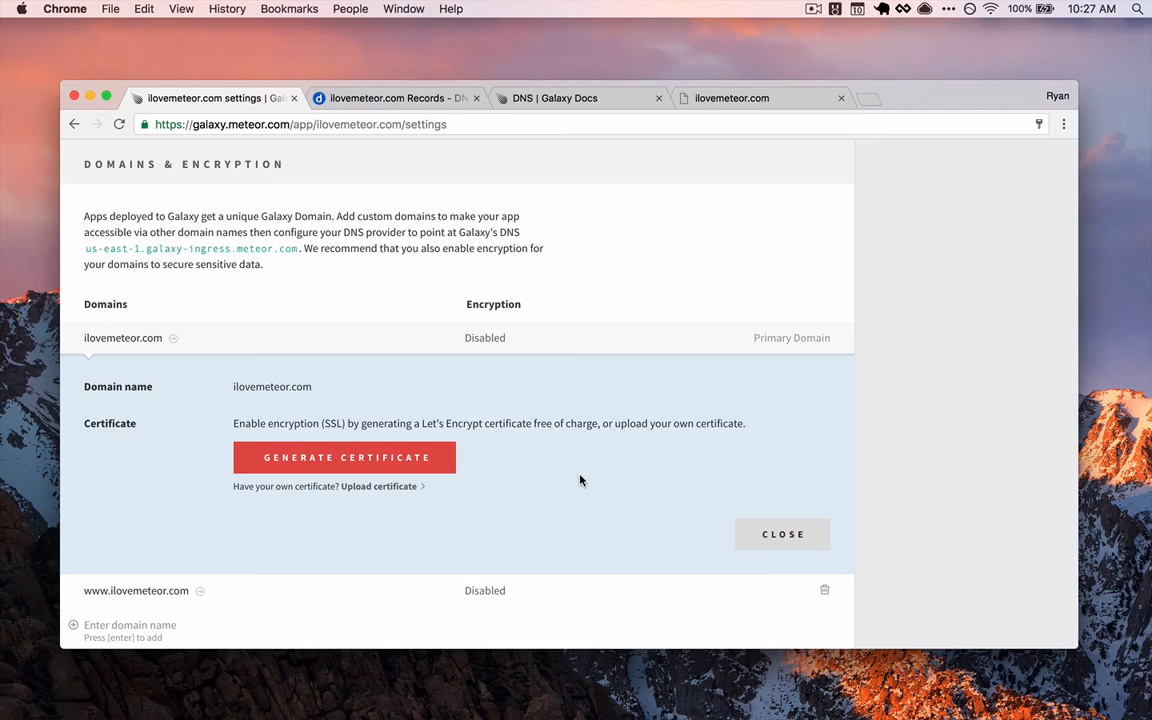 Chrome File Edit View History Bookmarks People Window Help 10 100% 10:27 AM
ilovemeteor.com settings | Gal ilovemeteor.com Records - DN DNS | Galaxy Docs ilovemeteor.com Ryan
https://galaxy.meteor.com/app/ilovemeteor.com/settings
DOMAINS & ENCRYPTION
Apps deployed to Galaxy get a unique Galaxy Domain. Add custom domains to make your app
accessible via other domain names then configure your DNS provider to point at Galaxy's DNS
us-east-1.galaxy-ingress.meteor.com. We recommend that you also enable encryption for
your domains to secure sensitive data.
Domains Encryption
ilovemeteor.com Disabled Primary Domain
Domain name ilovemeteor.com
Certificate Enable encryption (SSL) by generating a Let's Encrypt certificate free of charge, or upload your own certificate.
GENERATE CERTIFICATE
Have your own certificate? Upload certificate >
CLOSE
www.ilovemeteor.com Disabled
Enter domain name
Press [enter] to add